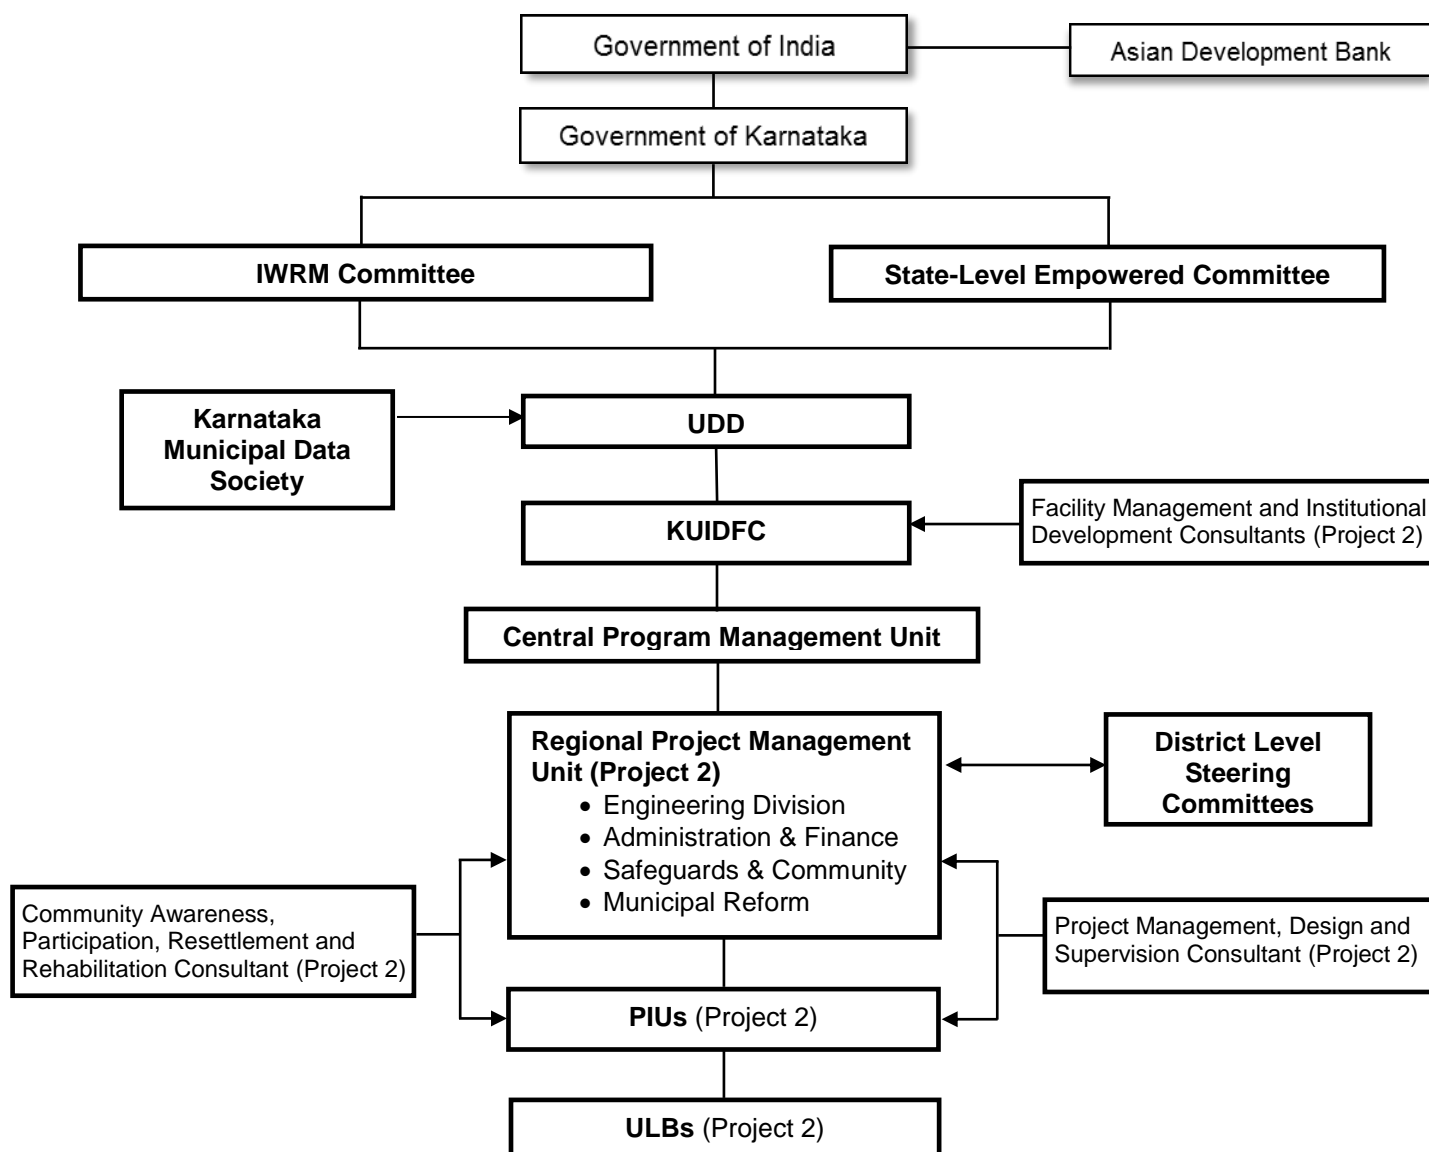 Government of India
Asian Development Bank
Government of Karnataka
IWRM Committee
State-Level Empowered Committee
Karnataka
Municipal Data
Society
UDD
KUIDFC
Facility Management and Institutional
Development Consultants (Project 2)
Central Program Management Unit
Regional Project Management
Unit (Project 2)
• Engineering Division
• Administration & Finance
• Safeguards & Community
• Municipal Reform
District Level
Steering
Committees
Community Awareness,
Participation, Resettlement and
Rehabilitation Consultant (Project 2)
Project Management, Design and
Supervision Consultant (Project 2)
PIUs (Project 2)
ULBs (Project 2)